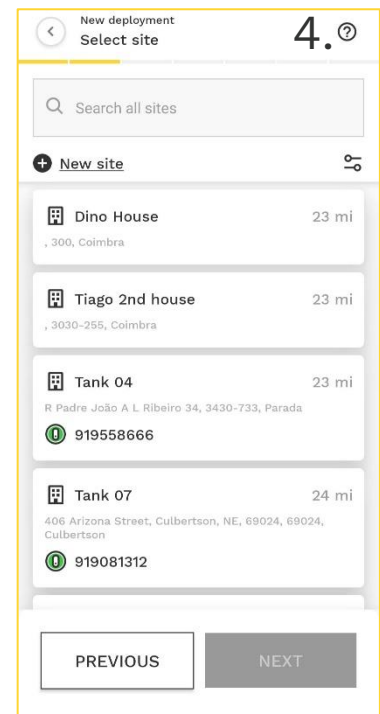 New deployment
Select site
4.
Search all sites
New site
Dino House 23 mi
, 300, Coimbra
Tiago 2nd house 23 mi
, 3030-255, Coimbra
Tank 04 23 mi
R Padre João A L Ribeiro 34, 3430-733, Parada
919558666
Tank 07 24 mi
406 Arizona Street, Culbertson, NE, 69024, 69024,
Culbertson
919081312
PREVIOUS NEXT